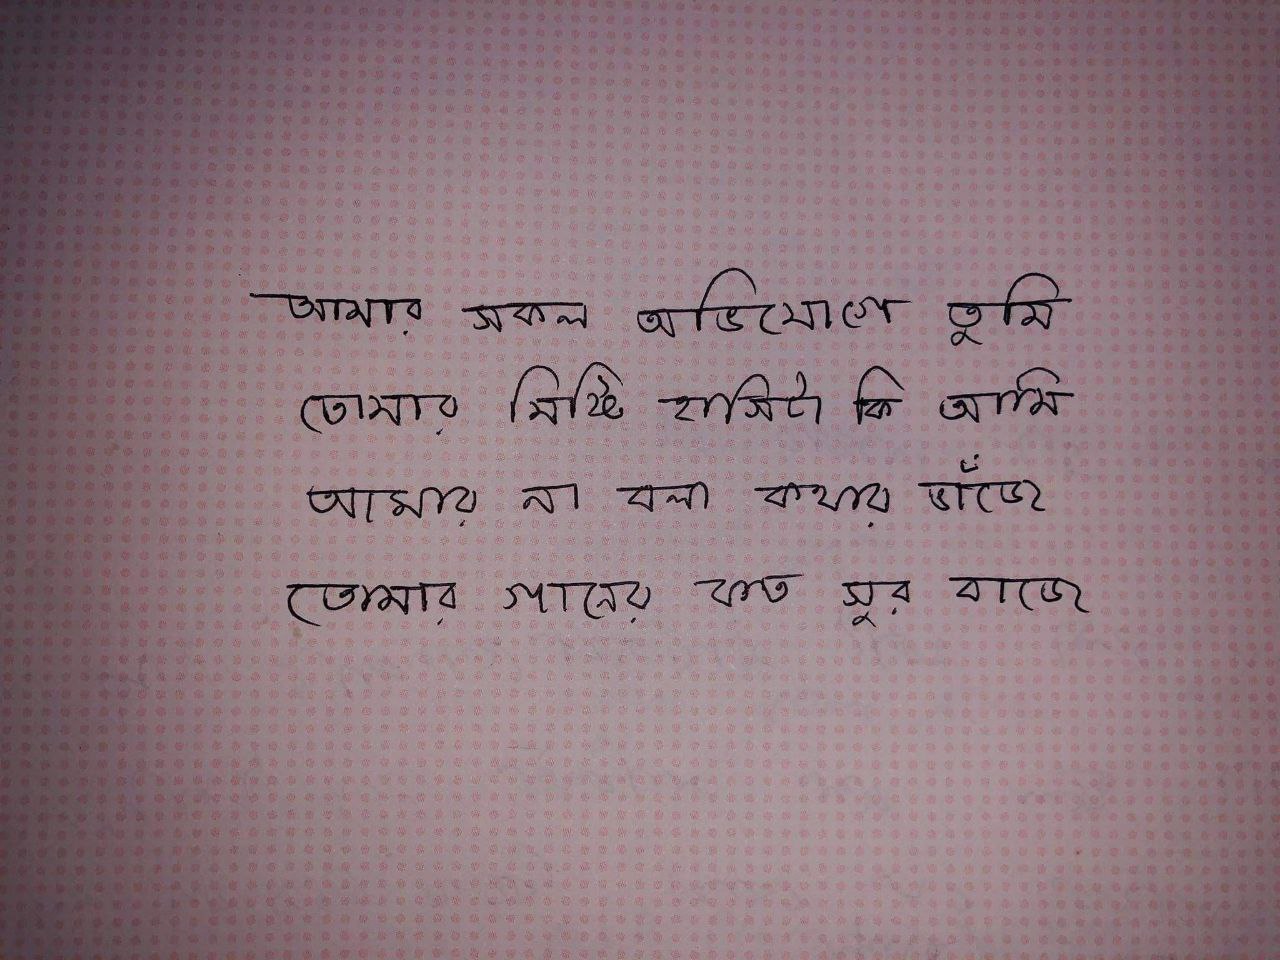 আমার সকল অভিযোগে তুমি
তোমার মিষ্টি হাসিটা কি আমি
আমার না বলা কথার ভাঁজে
তোমার গানের কত সুর বাজে